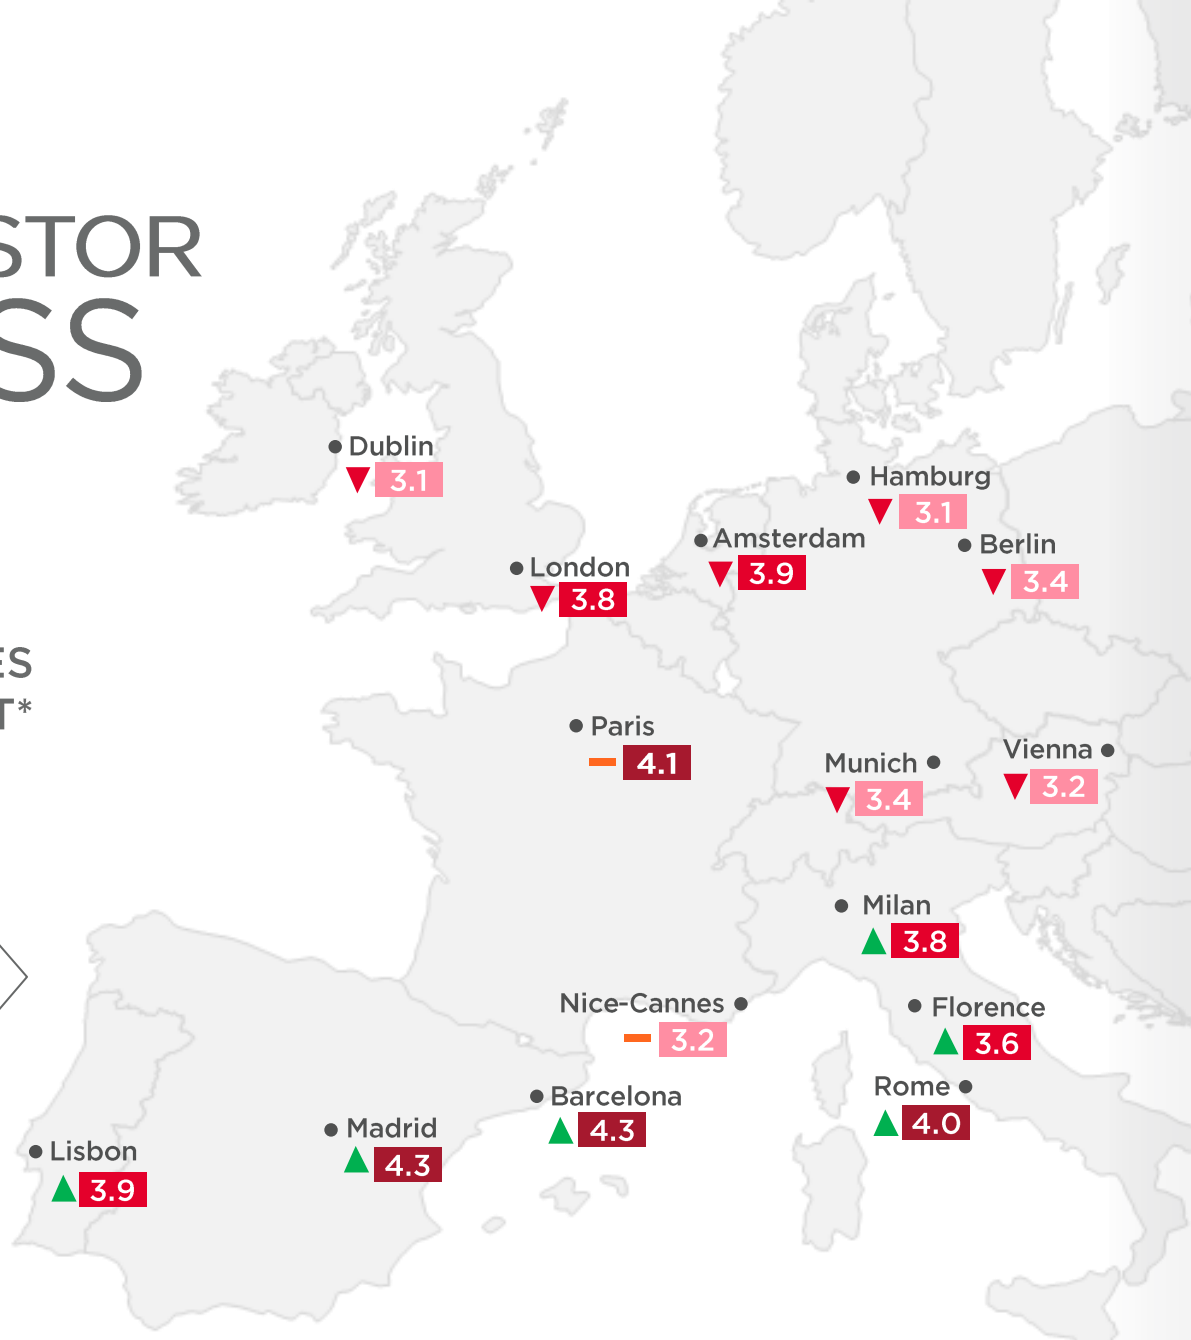 STOR
SS
Dublin
3.1
Hamburg
3.1
Amsterdam
3.9
Berlin
3.4
London
3.8
ES
T*
Paris
4.1
Munich
3.4
Vienna
3.2
Milan
3.8
Nice-Cannes
3.2
Florence
3.6
Rome
4.0
Barcelona
4.3
Madrid
4.3
Lisbon
3.9